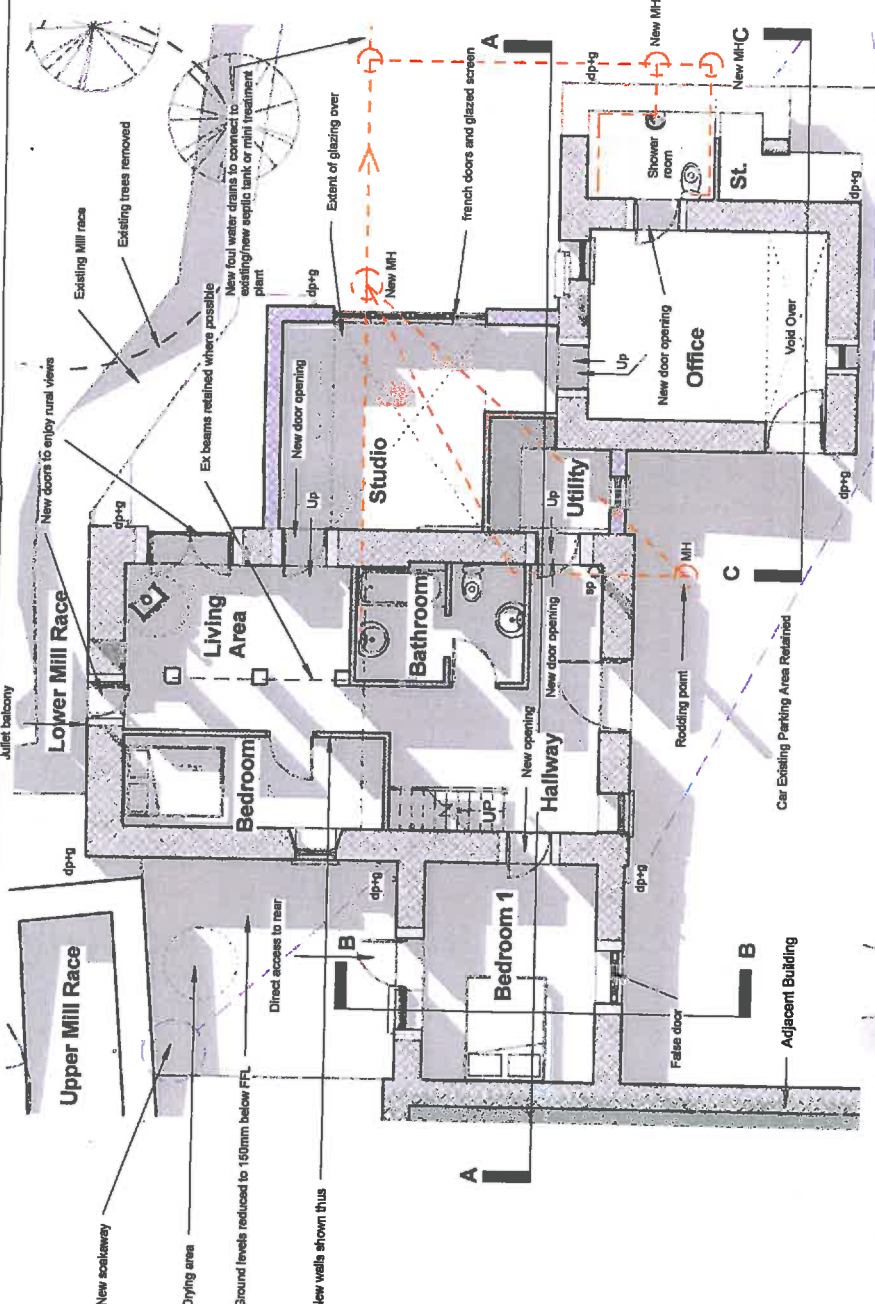 New soakaway
Drying area
Ground levels reduced to 150mm below FFL
New walls shown thus
Upper Mill Race
Juliet balcony
Lower Mill Race
New doors to enjoy rural views
Existing Mill race
Existing trees removed
New foul water drains to connect to
existing/new septic tank or mini treatment
plant
dp+g
dp+g
dp+g
Ex beams retained where possible
Extent of glazing over
Direct access to rear
dp+g
Bedroom
Living
Area
New door opening
Up
Studio
New MH
french doors and glazed screen
B
A
Bathroom
UP
New opening
Hallway
New door opening
Up
Utility
sp
Up
New door opening
Office
Void Over
Shower
room
St.
dp+g
New MH
New MH
C
A
Bedroom 1
dp+g
False door
B
Rodding point
MH
C
dp+g
dp+g
Adjacent Building
Car Existing Parking Area Retained